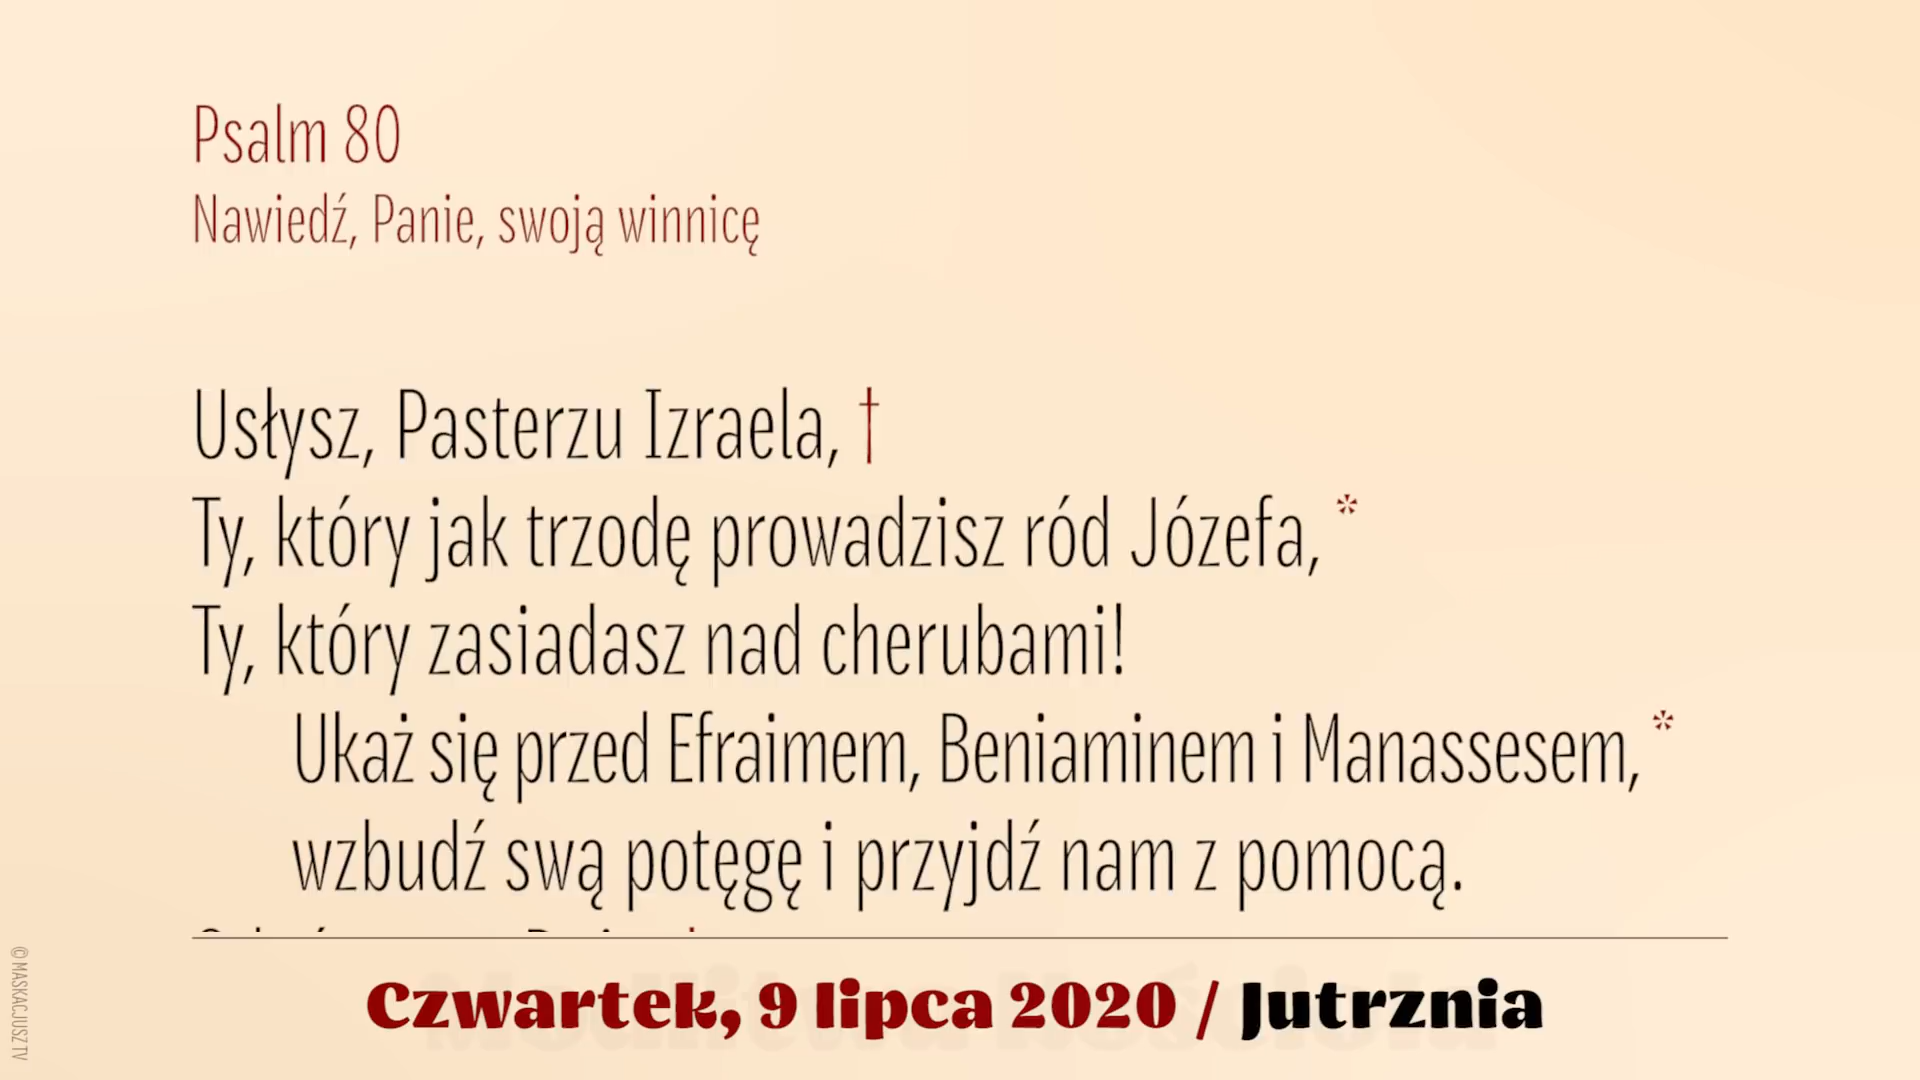 Psalm 80
Nawiedź, Panie, swoją winnicę
Usłysz, Pasterzu Izraela, †
Ty, który jak trzodę prowadzisz ród Józefa, *
Ty, który zasiadasz nad cherubami!
Ukaż się przed Efraimem, Beniaminem i Manassesem, *
wzbudź swą potęgę i przyjdź nam z pomocą.
Czwartek, 9 lipca 2020 / Jutrznia
© MASKACJUSZ TV